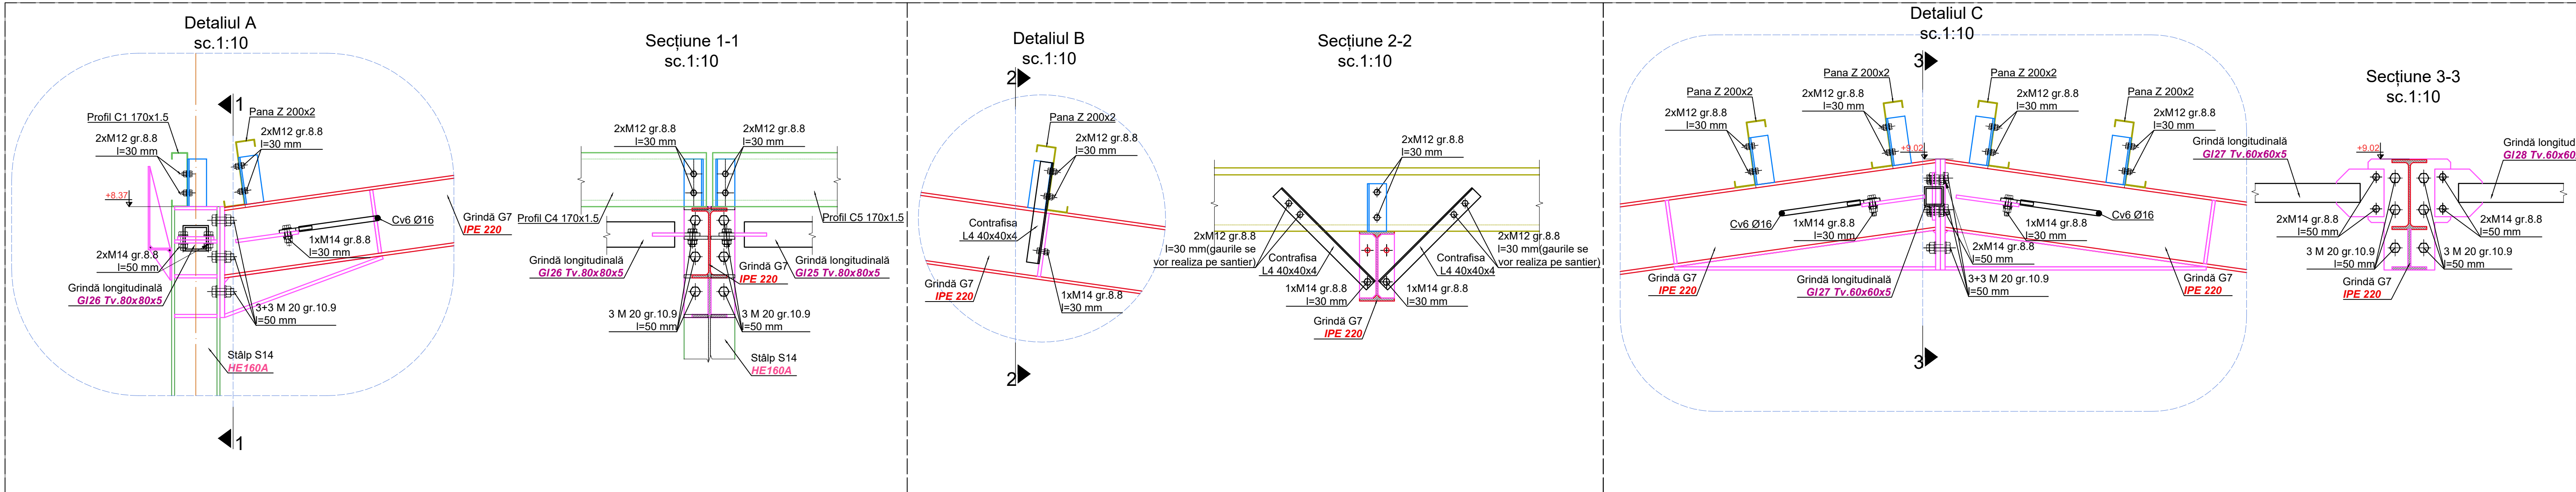 Detaliul A
sc.1:10
1
Profil C1 170x1.5
2xM12 gr.8.8
l=30 mm
Pana Z 200x2
2xM12 gr.8.8
l=30 mm
+8.37
Cv6 Ø16
Grindă G7
IPE 220
1xM14 gr.8.8
l=30 mm
2xM14 gr.8.8
l=50 mm
Grindă longitudinală
GI26 Tv.80x80x5
3+3 M 20 gr.10.9
l=50 mm
Stâlp S14
HE160A
1
Secțiune 1-1
sc.1:10
2xM12 gr.8.8
l=30 mm
2xM12 gr.8.8
l=30 mm
Profil C4 170x1.5
Profil C5 170x1.5
Grindă longitudinală
GI26 Tv.80x80x5
Grindă G7
IPE 220
Grindă longitudinală
GI25 Tv.80x80x5
3 M 20 gr.10.9
l=50 mm
3 M 20 gr.10.9
l=50 mm
Stâlp S14
HE160A
Detaliul B
sc.1:10
2
Pana Z 200x2
2xM12 gr.8.8
l=30 mm
Contrafisa
L4 40x40x4
Grindă G7
IPE 220
1xM14 gr.8.8
l=30 mm
2
Secțiune 2-2
sc.1:10
2xM12 gr.8.8
l=30 mm
2xM12 gr.8.8
l=30 mm(gaurile se
vor realiza pe santier)
2xM12 gr.8.8
l=30 mm(gaurile se
vor realiza pe santier)
Contrafisa
L4 40x40x4
Contrafisa
L4 40x40x4
1xM14 gr.8.8
l=30 mm
1xM14 gr.8.8
l=30 mm
Grindă G7
IPE 220
Detaliul C
sc.1:10
3
Pana Z 200x2
2xM12 gr.8.8
l=30 mm
Pana Z 200x2
2xM12 gr.8.8
l=30 mm
Pana Z 200x2
2xM12 gr.8.8
l=30 mm
Pana Z 200x2
2xM12 gr.8.8
l=30 mm
+9.02
Cv6 Ø16
1xM14 gr.8.8
l=30 mm
1xM14 gr.8.8
l=30 mm
Cv6 Ø16
2xM14 gr.8.8
l=50 mm
Grindă G7
IPE 220
Grindă longitudinală
GI27 Tv.60x60x5
3+3 M 20 gr.10.9
l=50 mm
Grindă G7
IPE 220
3
Secțiune 3-3
sc.1:10
Grindă longitudinală
GI27 Tv.60x60x5
+9.02
Grindă longitud
GI28 Tv.60x60
2xM14 gr.8.8
l=50 mm
2xM14 gr.8.8
l=50 mm
3 M 20 gr.10.9
l=50 mm
3 M 20 gr.10.9
l=50 mm
Grindă G7
IPE 220